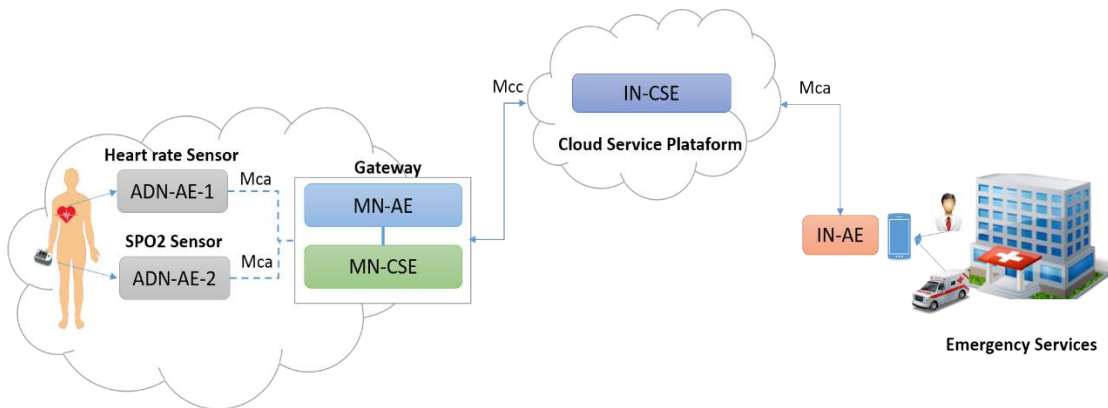 Heart rate Sensor
ADN-AE-1
Mca
SPO2 Sensor
ADN-AE-2
Mca
Gateway
MN-AE
MN-CSE
Mcc
IN-CSE
Cloud Service Plataform
Mca
IN-AE
Emergency Services